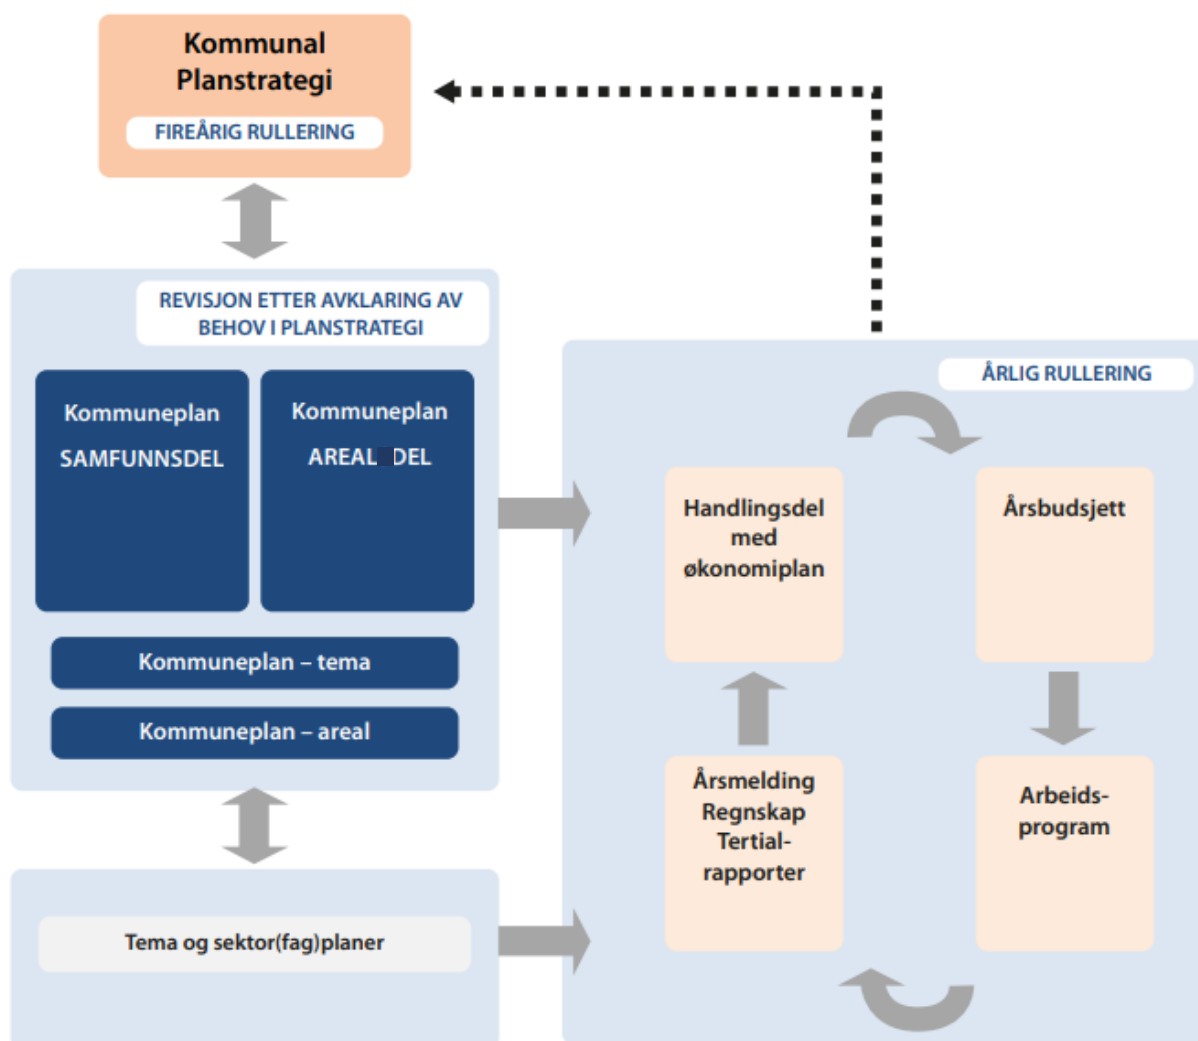 Kommunal
Planstrategi
FIREÅRIG RULLERING
REVISJON ETTER AVKLARING AV
BEHOV I PLANSTRATEGI
Kommuneplan
SAMFUNNSDEL
Kommuneplan
AREAL DEL
Kommuneplan – tema
Kommuneplan – areal
Tema og sektor(fag)planer
ÅRLIG RULLERING
Handlingsdel
med
økonomiplan
Årsbudsjett
Årsmelding
Regnskap
Tertial-
rapporter
Arbeids-
program